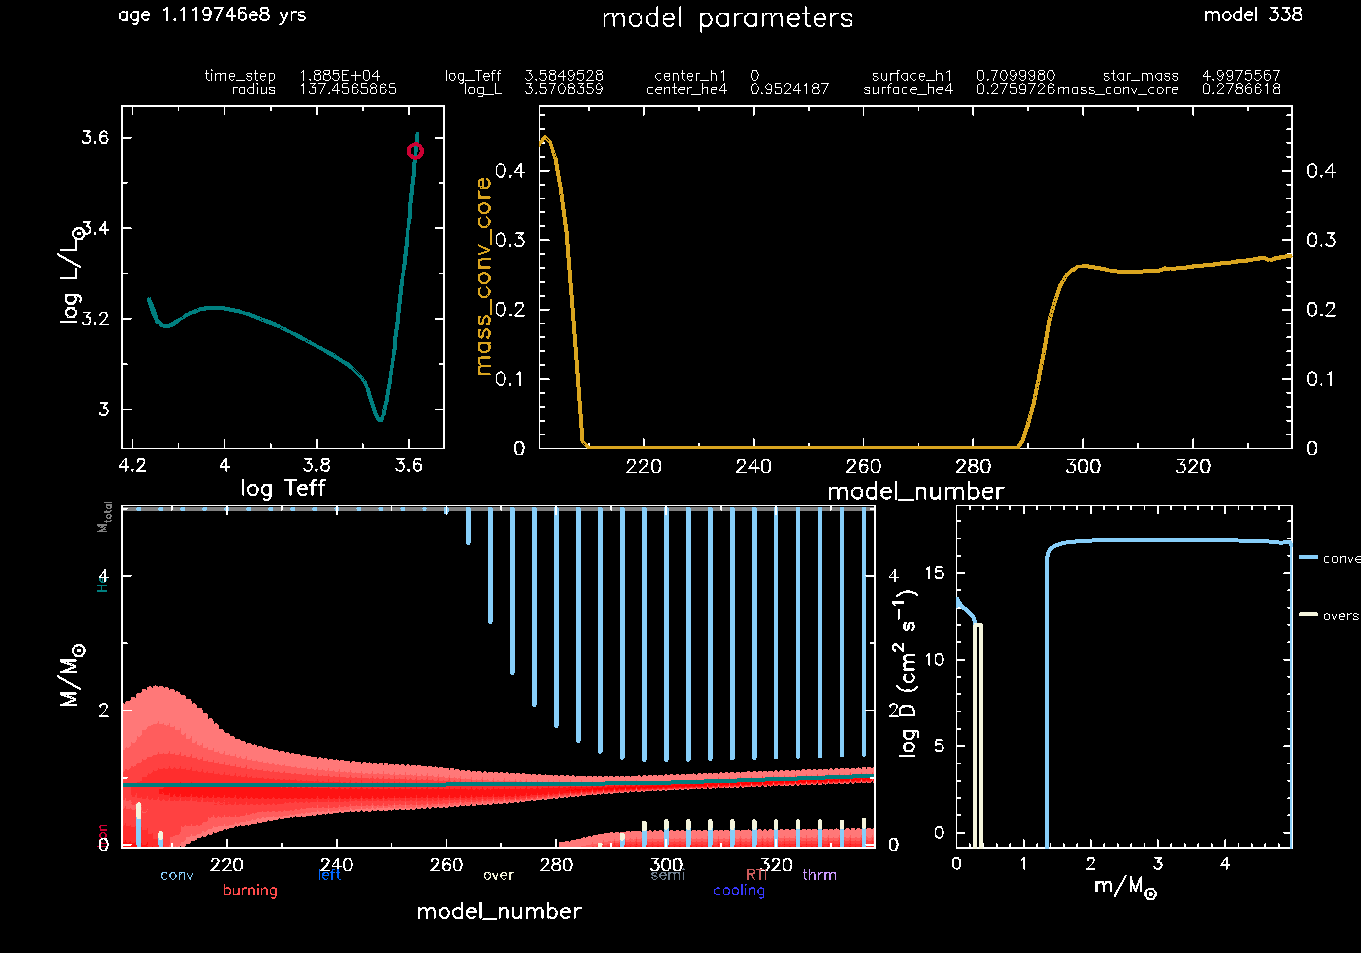 age 1.119746e8 yrs model parameters model 338
time_step 1.885E+04 log_Teff 3.5849528 center_h1 0 surface_h1 0.7099980 star_mass 4.9975567
radius 137.4565865 log_L 3.5708359 center_he4 0.9524187 surface_he4 0.2759726 mass_conv_core 0.2786618
log L/L⊙
3.6
3.4
3.2
3
4.2 4 3.8 3.6
log Teff
mass_conv_core
0.4 0.4
0.3 0.3
0.2 0.2
0.1 0.1
0 0
220 240 260 280 300 320
model_number
Mtotal
M/M⊙
4 4
2 2
0 0
220 240 260 280 300 320
conv left over semi RTI thrm
burning cooling
model_number
log D (cm² s⁻¹)
15
10
5
0
0 1 2 3 4
m/M⊙
conve
overs